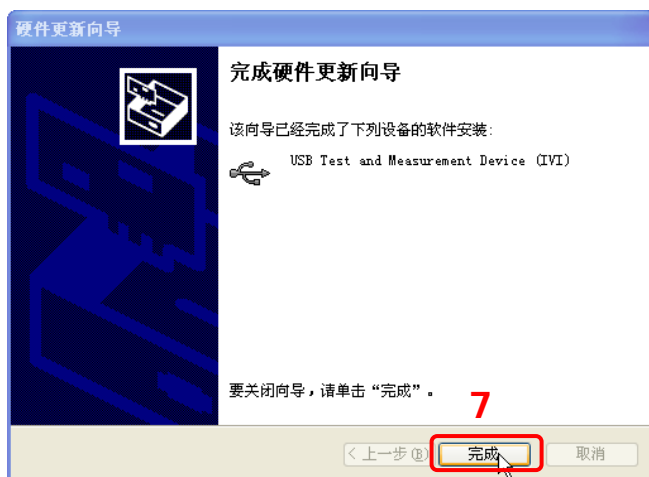 硬件更新向导
完成硬件更新向导
该向导已经完成了下列设备的软件安装:
USB Test and Measurement Device (IVI)
要关闭向导，请单击“完成”。
7
< 上一步(B) 完成 取消